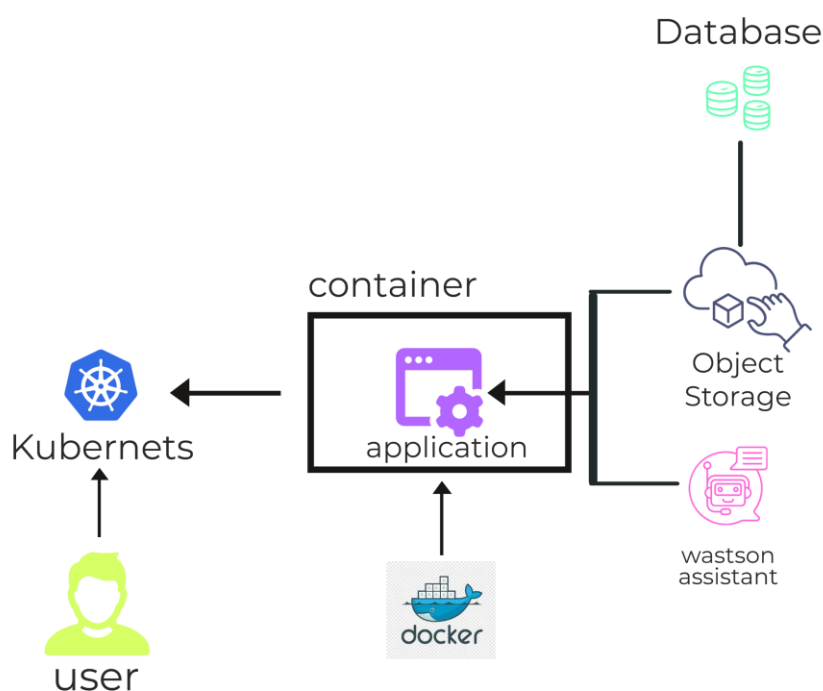 Database
container
Object
Storage
Kubernets
application
wastson
assistant
docker
user